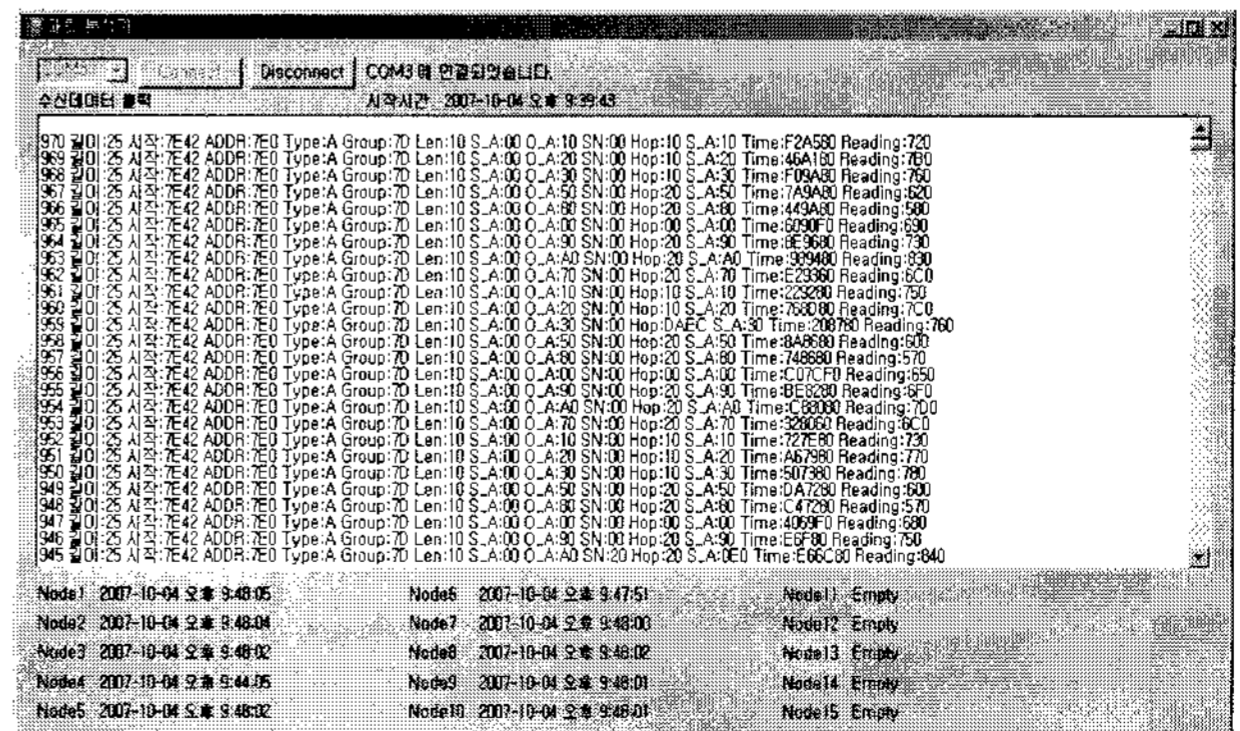 Disconnect COM3 에 연결되었습니다.
수신데이터 블럭 시작시간 2007-10-04 오후 9:39:43
970 길이:25 시작:7E42 ADDR:7E0 Type:A Group:7D Len:10 S_A:00 O_A:10 SN:00 Hop:10 S_A:10 Time:F2A580 Reading:720
969 길이:25 시작:7E42 ADDR:7E0 Type:A Group:7D Len:10 S_A:00 O_A:20 SN:00 Hop:10 S_A:20 Time:46A180 Reading:7B0
968 길이:25 시작:7E42 ADDR:7E0 Type:A Group:7D Len:10 S_A:00 O_A:30 SN:00 Hop:10 S_A:30 Time:F09A80 Reading:760
967 길이:25 시작:7E42 ADDR:7E0 Type:A Group:7D Len:10 S_A:00 O_A:50 SN:00 Hop:20 S_A:50 Time:7A9A80 Reading:620
966 길이:25 시작:7E42 ADDR:7E0 Type:A Group:7D Len:10 S_A:00 O_A:80 SN:00 Hop:20 S_A:80 Time:449A80 Reading:580
965 길이:25 시작:7E42 ADDR:7E0 Type:A Group:7D Len:10 S_A:00 O_A:00 SN:00 Hop:00 S_A:00 Time:6090F0 Reading:690
964 길이:25 시작:7E42 ADDR:7E0 Type:A Group:7D Len:10 S_A:00 O_A:90 SN:00 Hop:20 S_A:90 Time:8E9680 Reading:730
963 길이:25 시작:7E42 ADDR:7E0 Type:A Group:7D Len:10 S_A:00 O_A:A0 SN:00 Hop:20 S_A:A0 Time:989480 Reading:830
962 길이:25 시작:7E42 ADDR:7E0 Type:A Group:7D Len:10 S_A:00 O_A:70 SN:00 Hop:20 S_A:70 Time:E29360 Reading:6C0
961 길이:25 시작:7E42 ADDR:7E0 Type:A Group:7D Len:10 S_A:00 O_A:10 SN:00 Hop:10 S_A:10 Time:229280 Reading:750
960 길이:25 시작:7E42 ADDR:7E0 Type:A Group:7D Len:10 S_A:00 O_A:20 SN:00 Hop:10 S_A:20 Time:768D80 Reading:7C0
959 길이:25 시작:7E42 ADDR:7E0 Type:A Group:7D Len:10 S_A:00 O_A:30 SN:00 Hop:DAEC S_A:30 Time:208780 Reading:760
958 길이:25 시작:7E42 ADDR:7E0 Type:A Group:7D Len:10 S_A:00 O_A:50 SN:00 Hop:20 S_A:50 Time:8A8680 Reading:600
957 길이:25 시작:7E42 ADDR:7E0 Type:A Group:7D Len:10 S_A:00 O_A:80 SN:00 Hop:20 S_A:80 Time:748680 Reading:570
956 길이:25 시작:7E42 ADDR:7E0 Type:A Group:7D Len:10 S_A:00 O_A:00 SN:00 Hop:00 S_A:00 Time:C07CF0 Reading:650
955 길이:25 시작:7E42 ADDR:7E0 Type:A Group:7D Len:10 S_A:00 O_A:90 SN:00 Hop:20 S_A:90 Time:BE8280 Reading:6F0
954 길이:25 시작:7E42 ADDR:7E0 Type:A Group:7D Len:10 S_A:00 O_A:A0 SN:00 Hop:20 S_A:A0 Time:C88080 Reading:7D0
953 길이:25 시작:7E42 ADDR:7E0 Type:A Group:7D Len:10 S_A:00 O_A:70 SN:00 Hop:20 S_A:70 Time:328060 Reading:6C0
952 길이:25 시작:7E42 ADDR:7E0 Type:A Group:7D Len:10 S_A:00 O_A:10 SN:00 Hop:10 S_A:10 Time:727E80 Reading:730
951 길이:25 시작:7E42 ADDR:7E0 Type:A Group:7D Len:10 S_A:00 O_A:20 SN:00 Hop:10 S_A:20 Time:A67980 Reading:770
950 길이:25 시작:7E42 ADDR:7E0 Type:A Group:7D Len:10 S_A:00 O_A:30 SN:00 Hop:10 S_A:30 Time:507380 Reading:780
949 길이:25 시작:7E42 ADDR:7E0 Type:A Group:7D Len:10 S_A:00 O_A:50 SN:00 Hop:20 S_A:50 Time:DA7280 Reading:600
948 길이:25 시작:7E42 ADDR:7E0 Type:A Group:7D Len:10 S_A:00 O_A:80 SN:00 Hop:20 S_A:80 Time:C47280 Reading:570
947 길이:25 시작:7E42 ADDR:7E0 Type:A Group:7D Len:10 S_A:00 O_A:00 SN:00 Hop:00 S_A:00 Time:4069F0 Reading:680
946 길이:25 시작:7E42 ADDR:7E0 Type:A Group:7D Len:10 S_A:00 O_A:90 SN:00 Hop:20 S_A:90 Time:E6F80 Reading:750
945 길이:25 시작:7E42 ADDR:7E0 Type:A Group:7D Len:10 S_A:00 O_A:A0 SN:20 Hop:20 S_A:0E0 Time:E66C80 Reading:840
Node1 2007-10-04 오후 9:48:05 Node6 2007-10-04 오후 9:47:51 Node11 Empty
Node2 2007-10-04 오후 9:48:04 Node7 2007-10-04 오후 9:48:00 Node12 Empty
Node3 2007-10-04 오후 9:48:02 Node8 2007-10-04 오후 9:48:02 Node13 Empty
Node4 2007-10-04 오후 9:44:05 Node9 2007-10-04 오후 9:48:01 Node14 Empty
Node5 2007-10-04 오후 9:48:02 Node10 2007-10-04 오후 9:48:01 Node15 Empty